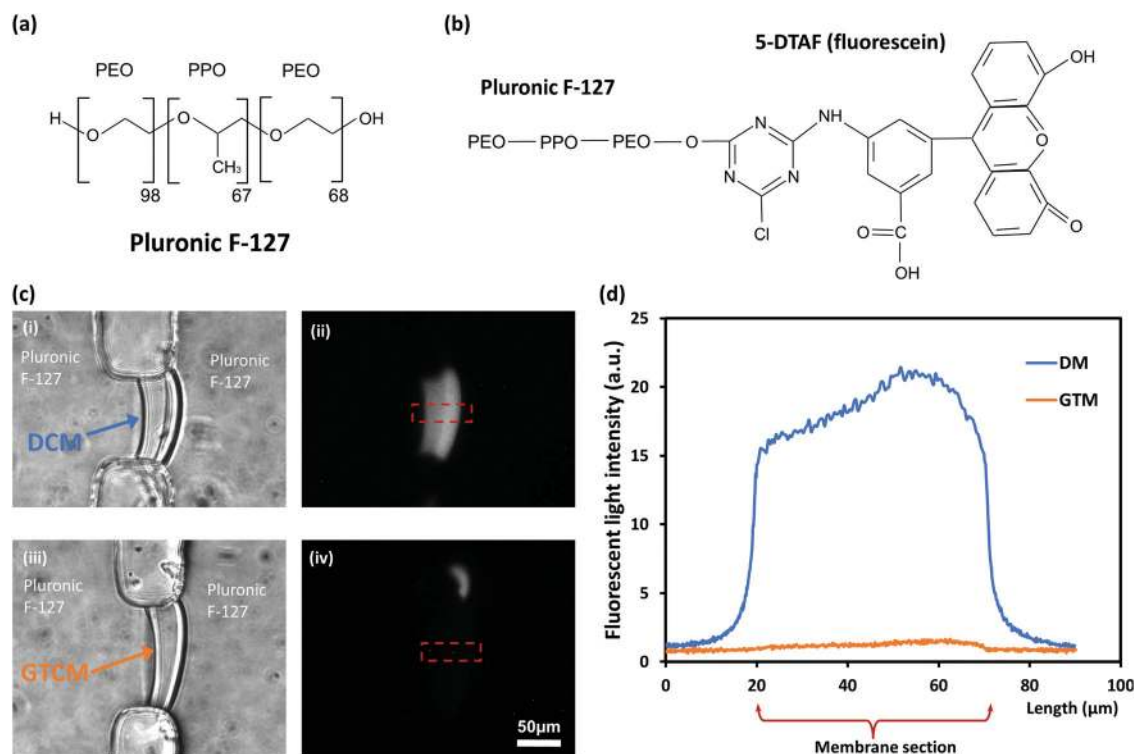 (a)
PEO PPO PEO
H O O O OH
CH₃
98 67 68
Pluronic F-127
(b)
5-DTAF (fluorescein)
Pluronic F-127
OH
PEO PPO PEO O N N NH O
N
Cl O C O
OH
(c)
(i)
Pluronic
F-127
Pluronic
F-127
DCM
(ii)
(iii)
Pluronic
F-127
Pluronic
F-127
GTCM
(iv)
50µm
(d)
Fluorescent light intensity (a.u.)
25
20
15
10
5
0
DM
GTM
0 20 40 60 80 100
Length (µm)
Membrane section